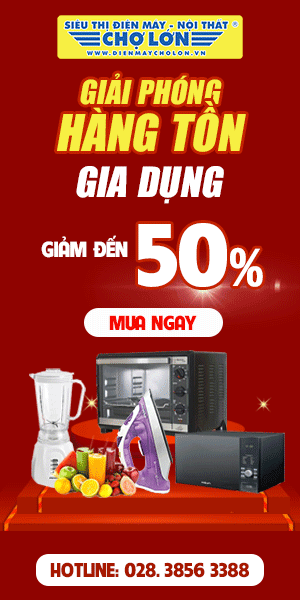 SIÊU THỊ ĐIỆN MÁY - NỘI THẤT ®
CHỢ LỚN
WWW.DIENMAYCHOLON.VN
GIẢI PHÓNG
HÀNG TỒN
GIA DỤNG
GIẢM ĐẾN 50%
MUA NGAY
HOTLINE: 028. 3856 3388